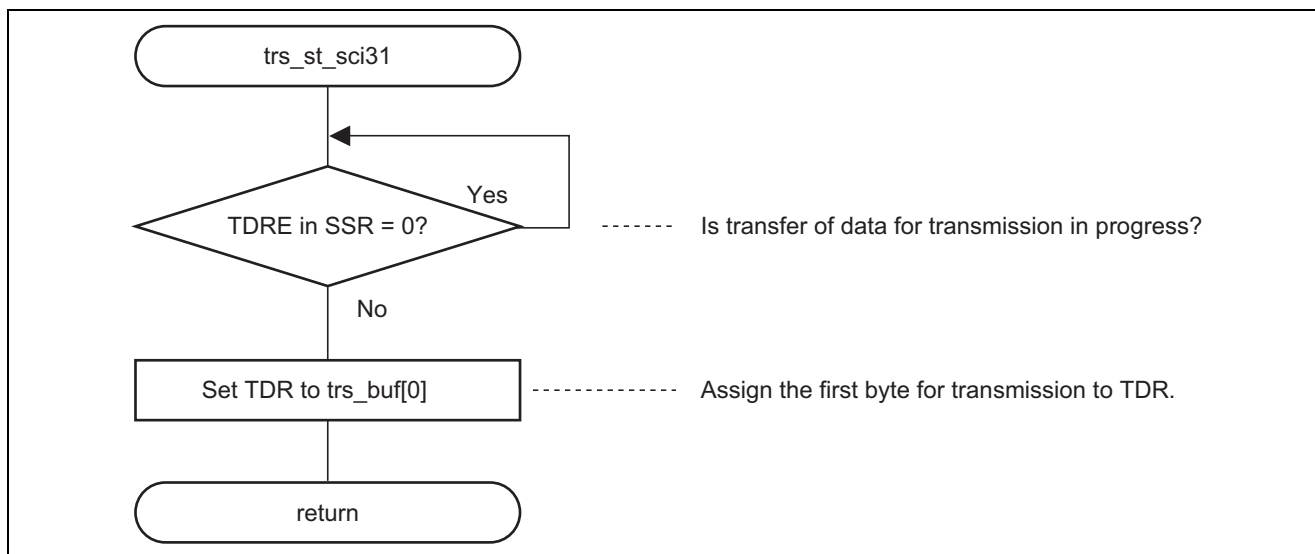 trs_st_sci31
Yes
TDRE in SSR = 0?
Is transfer of data for transmission in progress?
No
Set TDR to trs_buf[0]
Assign the first byte for transmission to TDR.
return